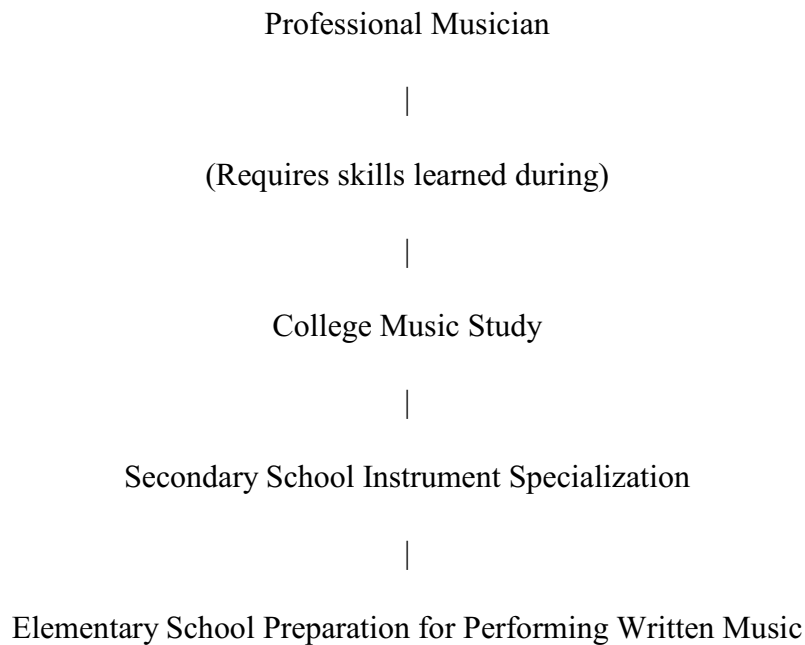 Professional Musician
|
(Requires skills learned during)
|
College Music Study
|
Secondary School Instrument Specialization
|
Elementary School Preparation for Performing Written Music